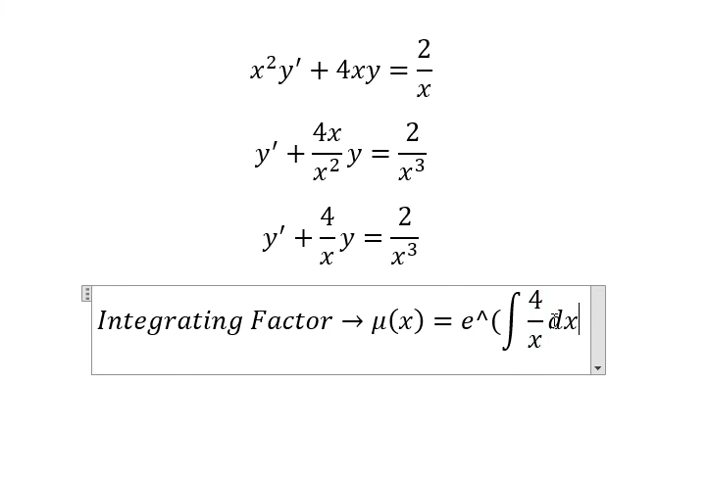 x²y′ + 4xy = 2/x
y′ + 4x/x² y = 2/x³
y′ + 4/x y = 2/x³
Integrating Factor → μ(x) = e^(∫ 4/x dx